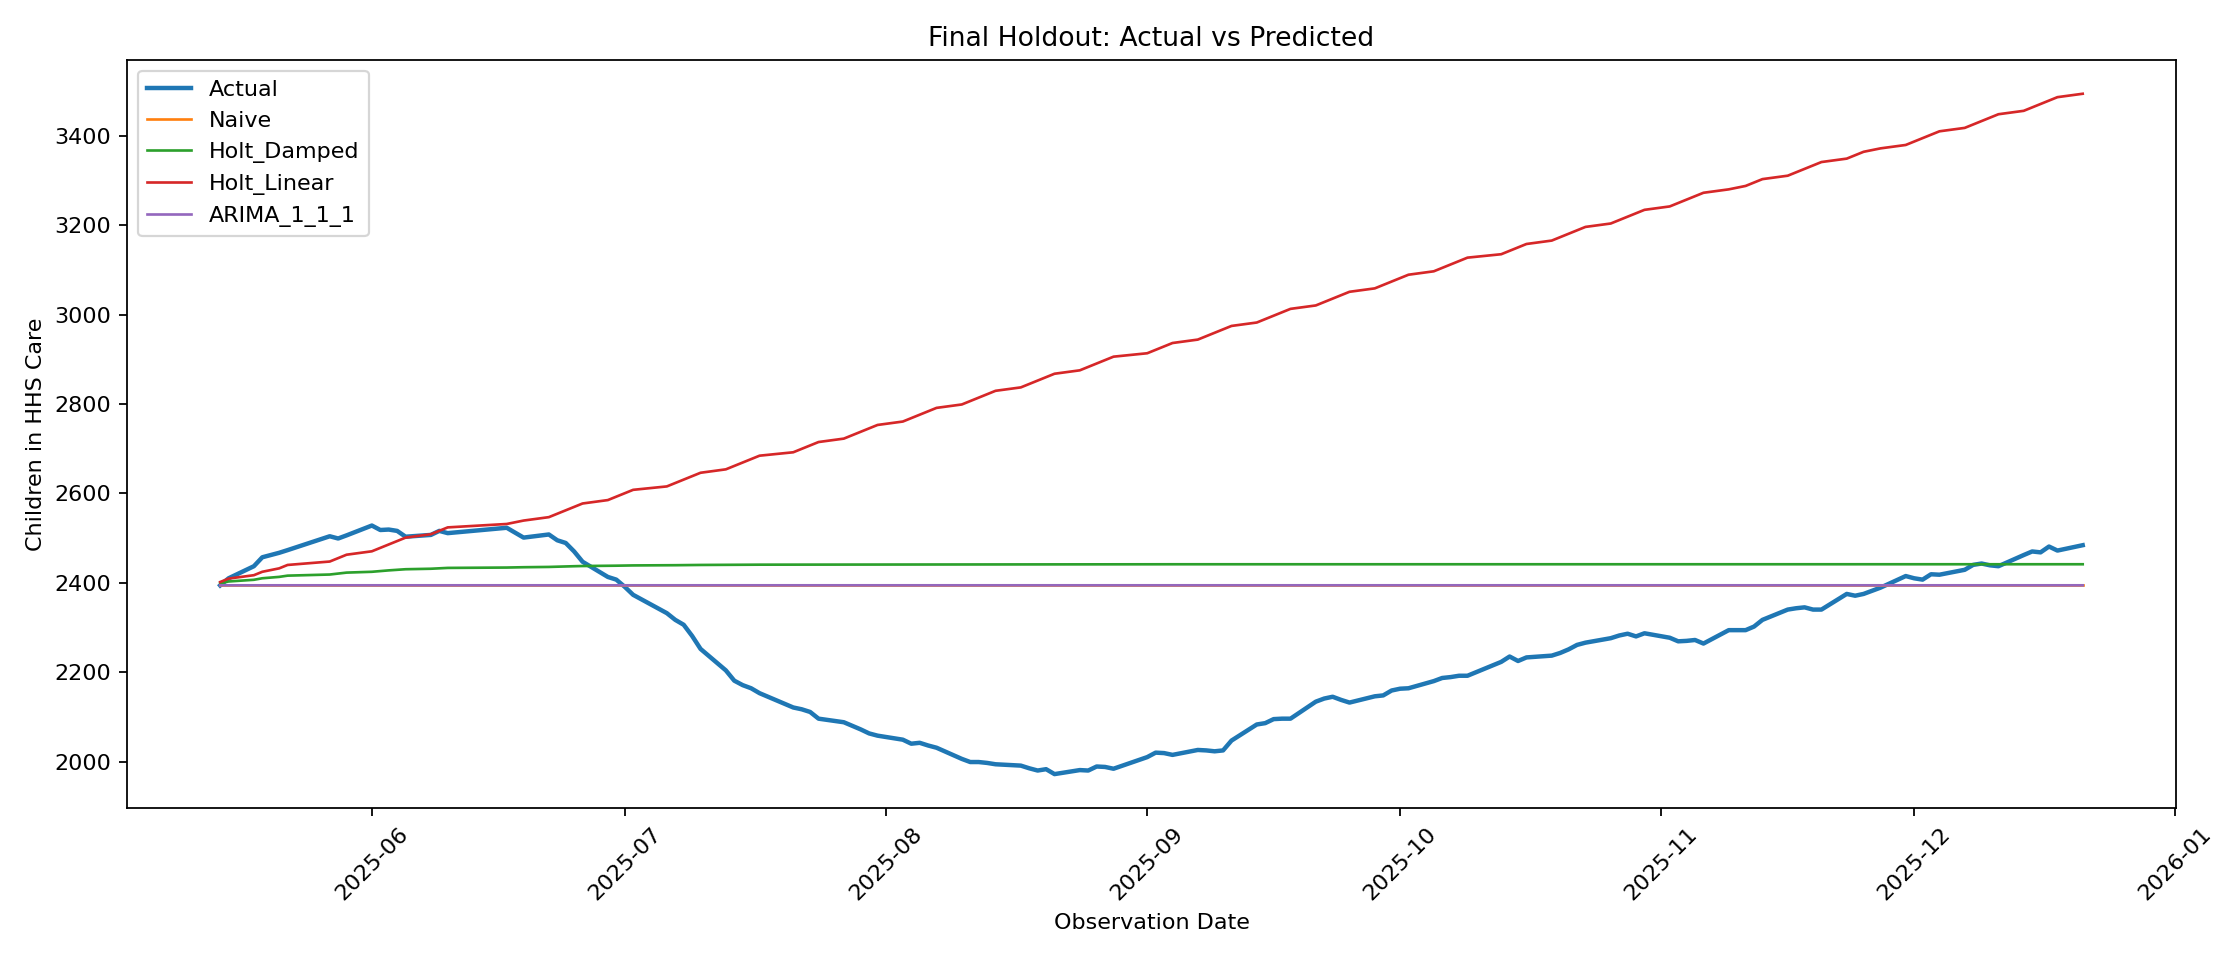 Final Holdout: Actual vs Predicted
Actual
Naive
Holt_Damped
Holt_Linear
ARIMA_1_1_1
Children in HHS Care
3400
3200
3000
2800
2600
2400
2200
2000
2025-06
2025-07
2025-08
2025-09
2025-10
2025-11
2025-12
2026-01
Observation Date